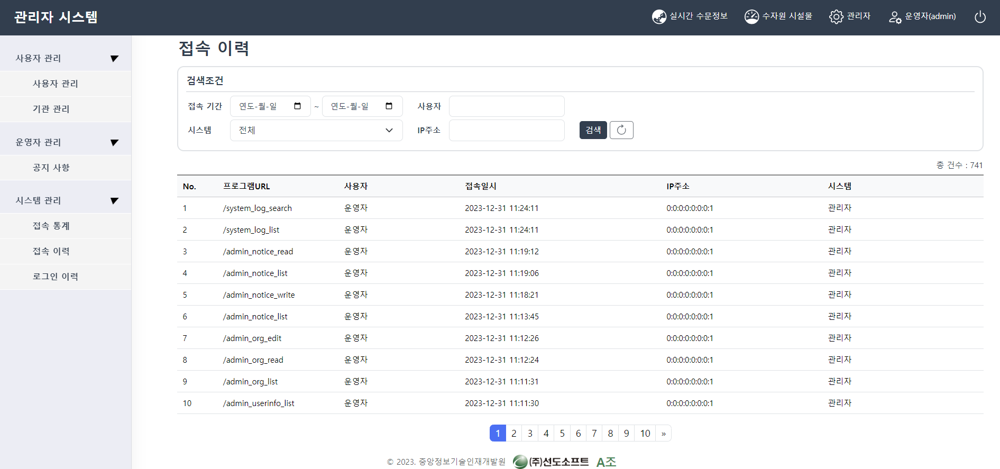 관리자 시스템
실시간 수문정보 수자원 시설물 관리자 운영자(admin)
사용자 관리
사용자 관리
기관 관리
운영자 관리
공지 사항
시스템 관리
접속 통계
접속 이력
로그인 이력
접속 이력
검색조건
접속 기간 연도-월-일 ~ 연도-월-일 사용자
시스템 전체 IP주소 검색
총 건수 : 741
No. 프로그램URL 사용자 접속일시 IP주소 시스템
1 /system_log_search 운영자 2023-12-31 11:24:11 0:0:0:0:0:0:0:1 관리자
2 /system_log_list 운영자 2023-12-31 11:24:11 0:0:0:0:0:0:0:1 관리자
3 /admin_notice_read 운영자 2023-12-31 11:19:12 0:0:0:0:0:0:0:1 관리자
4 /admin_notice_list 운영자 2023-12-31 11:19:06 0:0:0:0:0:0:0:1 관리자
5 /admin_notice_write 운영자 2023-12-31 11:18:21 0:0:0:0:0:0:0:1 관리자
6 /admin_notice_list 운영자 2023-12-31 11:13:45 0:0:0:0:0:0:0:1 관리자
7 /admin_org_edit 운영자 2023-12-31 11:12:26 0:0:0:0:0:0:0:1 관리자
8 /admin_org_read 운영자 2023-12-31 11:12:24 0:0:0:0:0:0:0:1 관리자
9 /admin_org_list 운영자 2023-12-31 11:11:31 0:0:0:0:0:0:0:1 관리자
10 /admin_userinfo_list 운영자 2023-12-31 11:11:30 0:0:0:0:0:0:0:1 관리자
1 2 3 4 5 6 7 8 9 10 »
© 2023. 중앙정보기술인재개발원 (주)선도소프트 A조